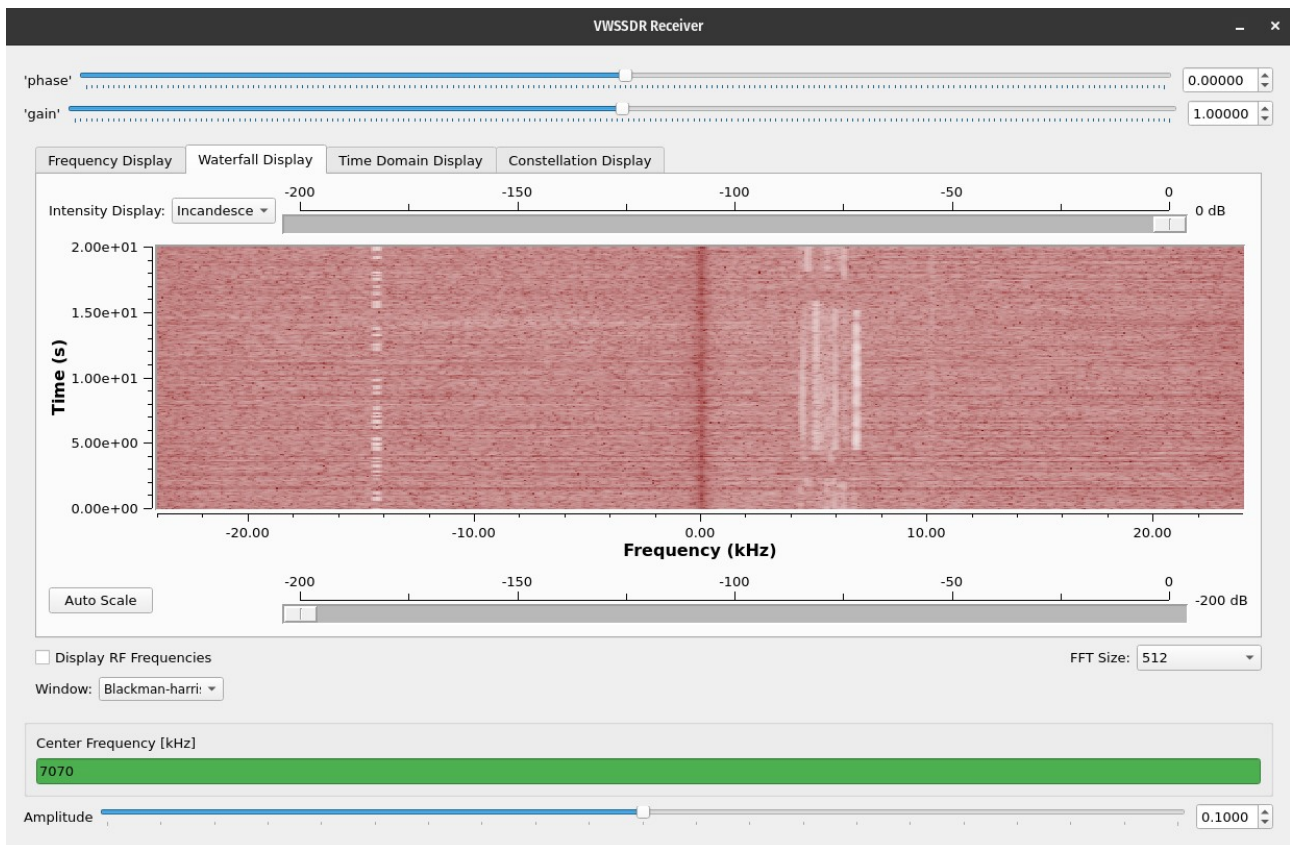 VWSSDR Receiver
'phase' 0.00000
'gain' 1.00000
Frequency Display Waterfall Display Time Domain Display Constellation Display
-200 -150 -100 -50 0
Intensity Display: Incandesce 0 dB
2.00e+01
1.50e+01
1.00e+01
5.00e+00
0.00e+00
Time (s)
-20.00 -10.00 0.00 10.00 20.00
Frequency (kHz)
-200 -150 -100 -50 0
Auto Scale -200 dB
Display RF Frequencies FFT Size: 512
Window: Blackman-harri
Center Frequency [kHz]
7070
Amplitude 0.1000